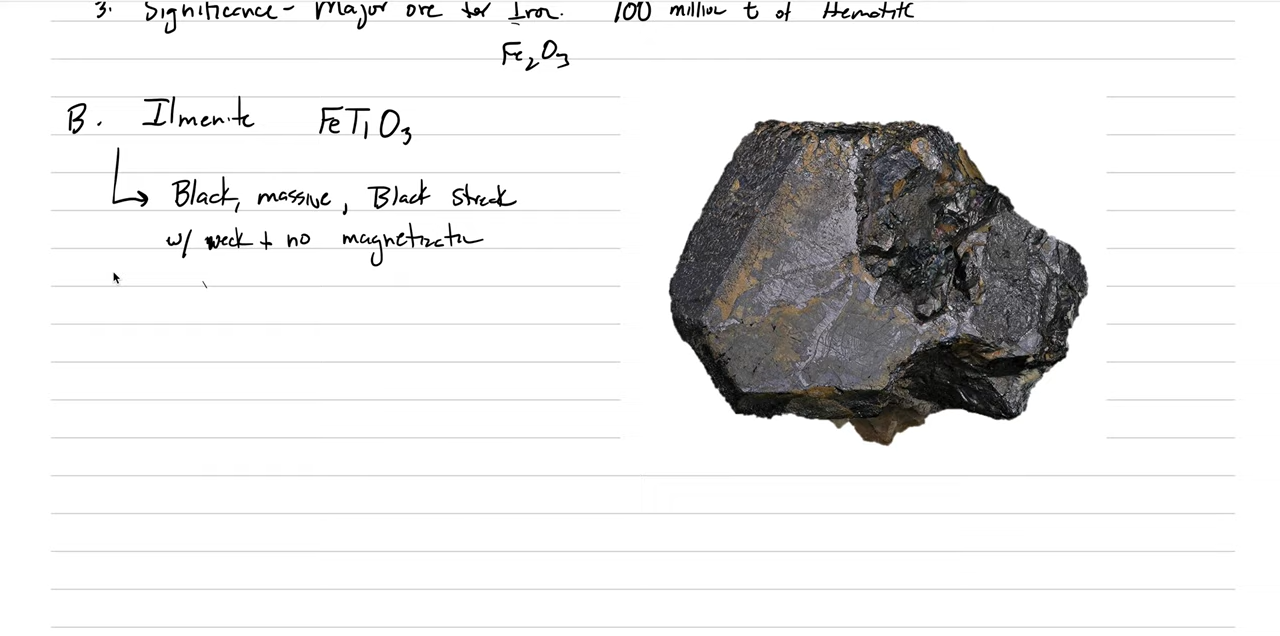 3. Significance - Major ore for Iron. 100 million t of Hematite
Fe₂O₃
B. Ilmenite FeTiO₃
Black, massive, Black streak
w/ weak + no magnetization